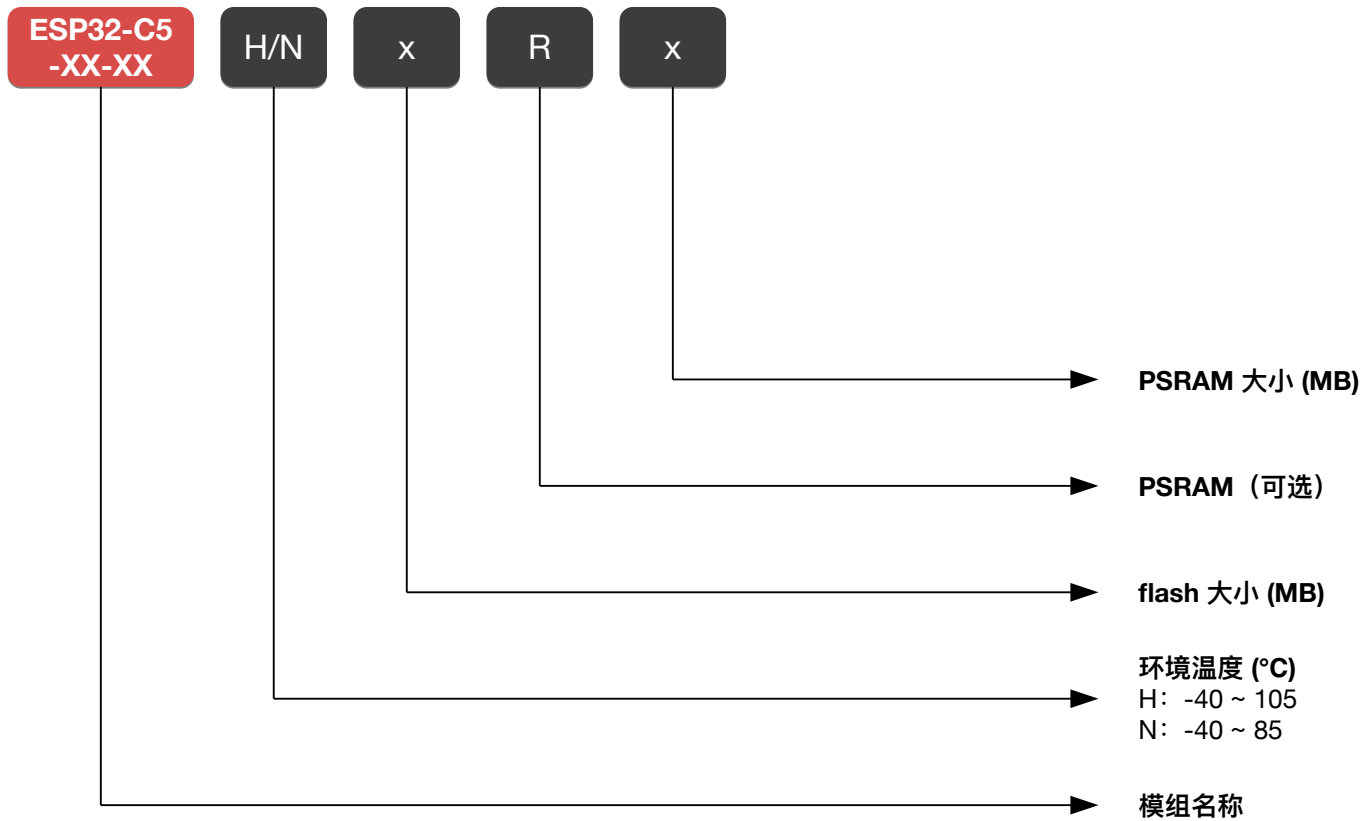 ESP32-C5
-XX-XX
H/N
x
R
x
PSRAM 大小 (MB)
PSRAM（可选）
flash 大小 (MB)
环境温度 (°C)
H：-40 ~ 105
N：-40 ~ 85
模组名称